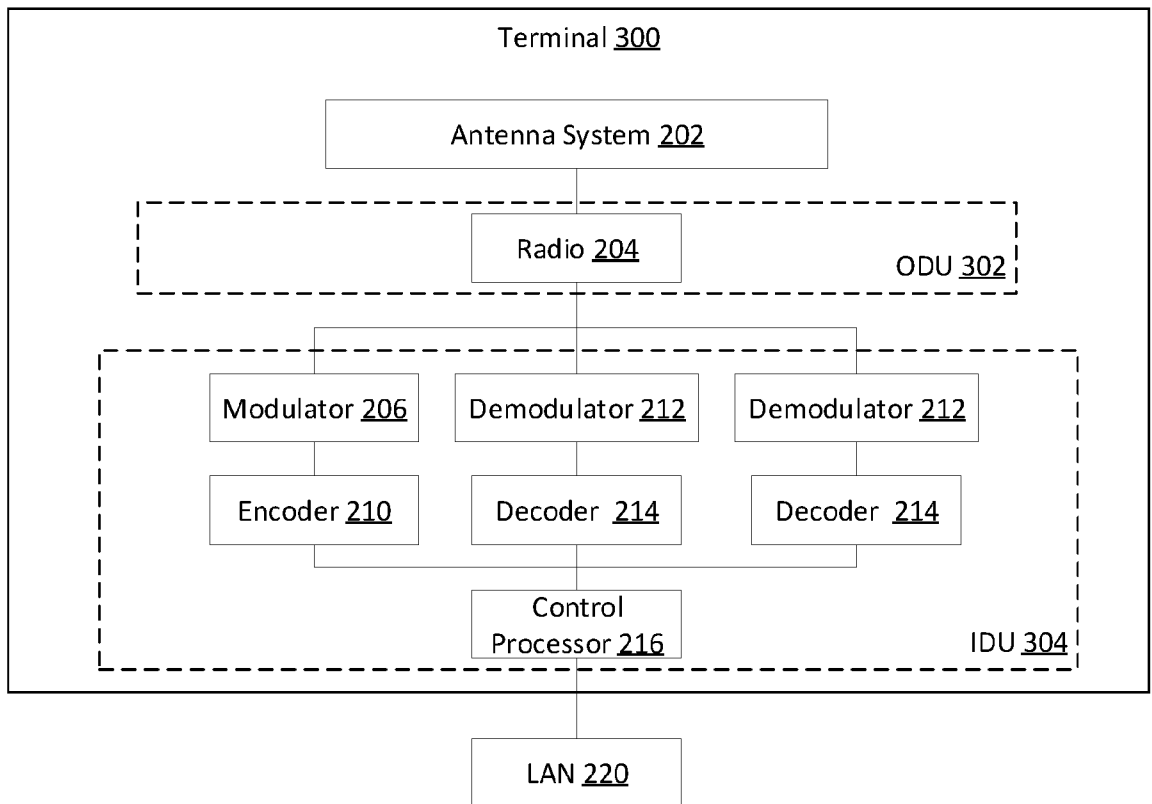 Terminal 300
Antenna System 202
Radio 204
ODU 302
Modulator 206
Demodulator 212
Demodulator 212
Encoder 210
Decoder 214
Decoder 214
Control
Processor 216
IDU 304
LAN 220